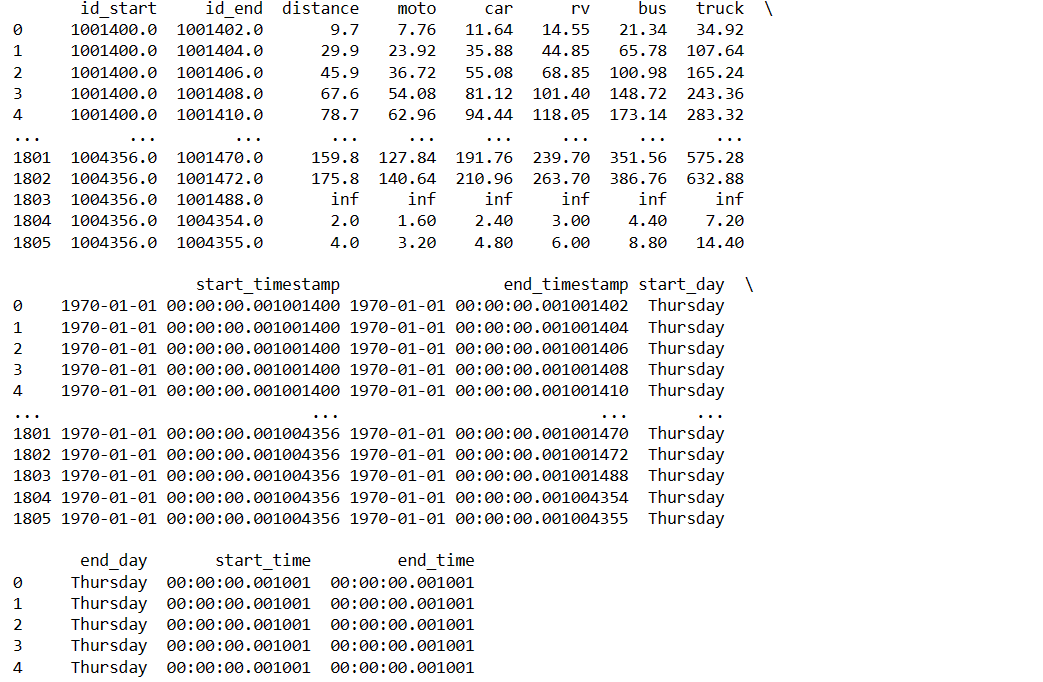 id_start id_end distance moto car rv bus truck \
0 1001400.0 1001402.0 9.7 7.76 11.64 14.55 21.34 34.92
1 1001400.0 1001404.0 29.9 23.92 35.88 44.85 65.78 107.64
2 1001400.0 1001406.0 45.9 36.72 55.08 68.85 100.98 165.24
3 1001400.0 1001408.0 67.6 54.08 81.12 101.40 148.72 243.36
4 1001400.0 1001410.0 78.7 62.96 94.44 118.05 173.14 283.32
... ... ... ... ... ... ... ... ...
1801 1004356.0 1001470.0 159.8 127.84 191.76 239.70 351.56 575.28
1802 1004356.0 1001472.0 175.8 140.64 210.96 263.70 386.76 632.88
1803 1004356.0 1001488.0 inf inf inf inf inf inf
1804 1004356.0 1004354.0 2.0 1.60 2.40 3.00 4.40 7.20
1805 1004356.0 1004355.0 4.0 3.20 4.80 6.00 8.80 14.40
start_timestamp end_timestamp start_day \
0 1970-01-01 00:00:00.001001400 1970-01-01 00:00:00.001001402 Thursday
1 1970-01-01 00:00:00.001001400 1970-01-01 00:00:00.001001404 Thursday
2 1970-01-01 00:00:00.001001400 1970-01-01 00:00:00.001001406 Thursday
3 1970-01-01 00:00:00.001001400 1970-01-01 00:00:00.001001408 Thursday
4 1970-01-01 00:00:00.001001400 1970-01-01 00:00:00.001001410 Thursday
... ... ... ...
1801 1970-01-01 00:00:00.001004356 1970-01-01 00:00:00.001001470 Thursday
1802 1970-01-01 00:00:00.001004356 1970-01-01 00:00:00.001001472 Thursday
1803 1970-01-01 00:00:00.001004356 1970-01-01 00:00:00.001001488 Thursday
1804 1970-01-01 00:00:00.001004356 1970-01-01 00:00:00.001004354 Thursday
1805 1970-01-01 00:00:00.001004356 1970-01-01 00:00:00.001004355 Thursday
end_day start_time end_time
0 Thursday 00:00:00.001001 00:00:00.001001
1 Thursday 00:00:00.001001 00:00:00.001001
2 Thursday 00:00:00.001001 00:00:00.001001
3 Thursday 00:00:00.001001 00:00:00.001001
4 Thursday 00:00:00.001001 00:00:00.001001